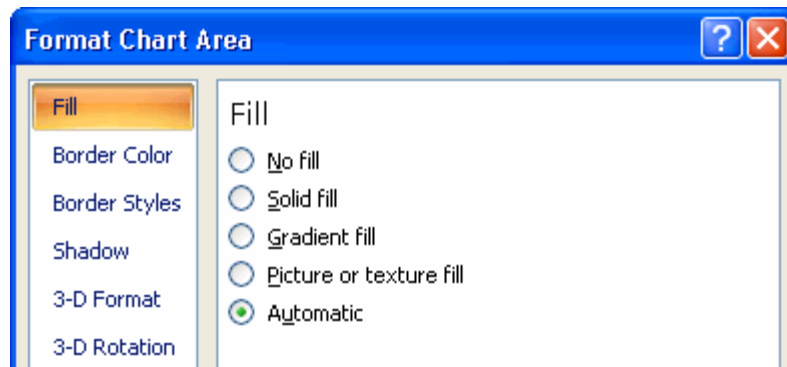 Format Chart Area
?
Fill
Border Color
Border Styles
Shadow
3-D Format
3-D Rotation
Fill
No fill
Solid fill
Gradient fill
Picture or texture fill
Automatic